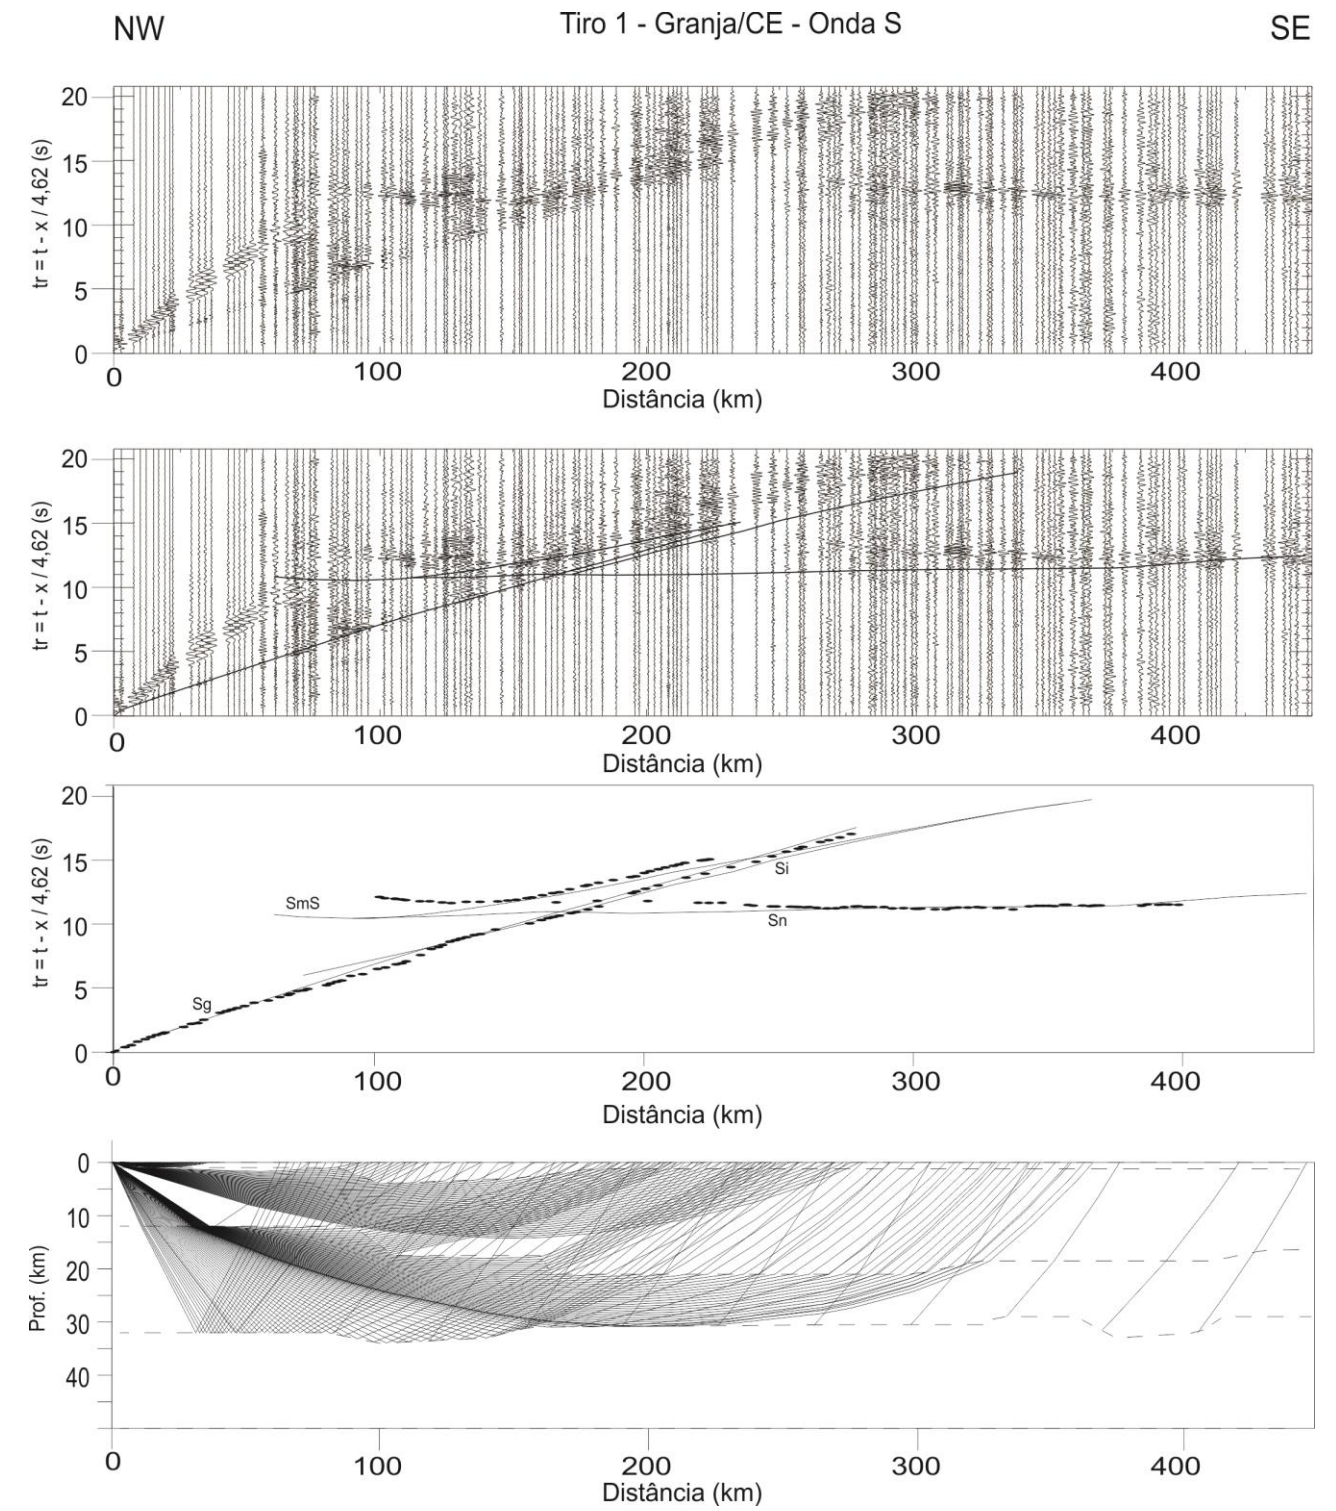 NW Tiro 1 - Granja/CE - Onda S SE
20
15
10
5
0
tr = t - x / 4,62 (s)
0 100 200 300 400
Distância (km)
20
15
10
5
0
tr = t - x / 4,62 (s)
0 100 200 300 400
Distância (km)
20
15
10
5
0
tr = t - x / 4,62 (s)
Si
SmS
Sn
Sg
0 100 200 300 400
Distância (km)
0
10
20
30
40
Prof. (km)
0 100 200 300 400
Distância (km)